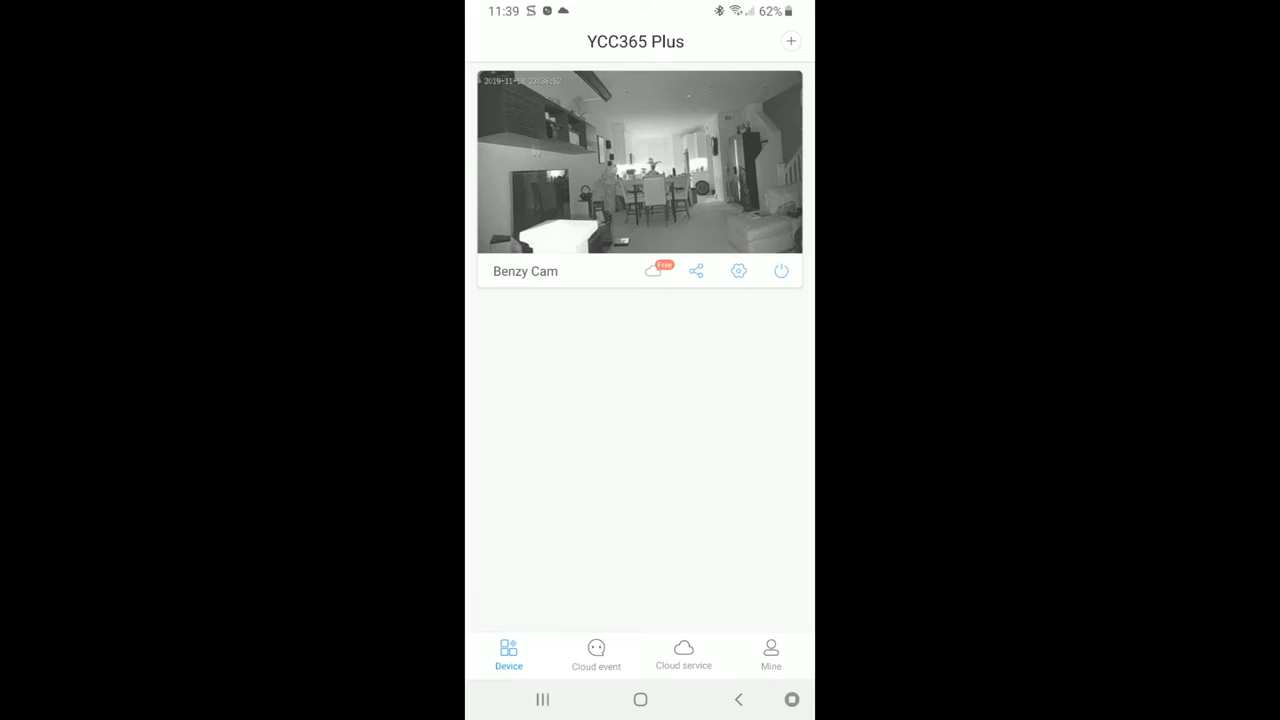 11:39
62%
YCC365 Plus
Benzy Cam
Free
Device
Cloud event
Cloud service
Mine